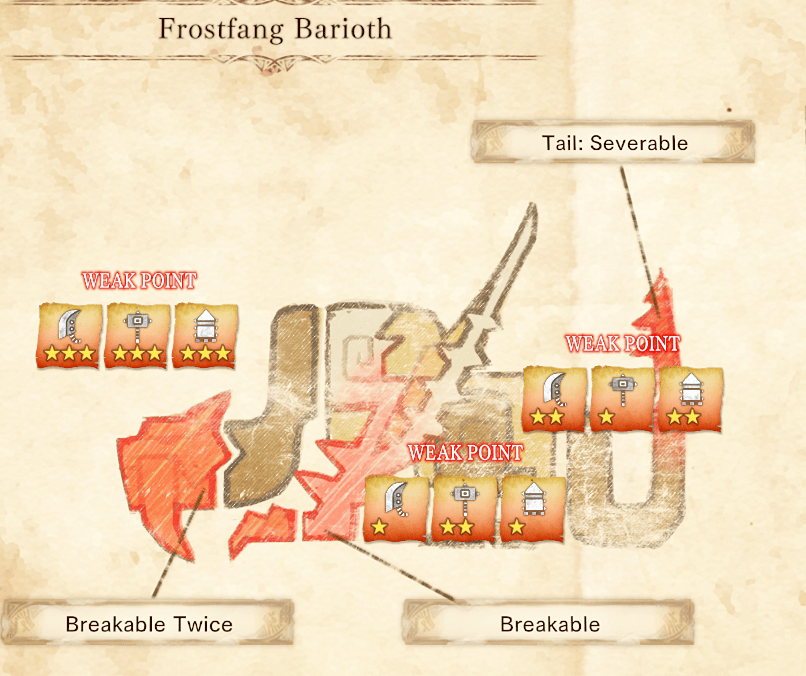 Frostfang Barioth
Tail: Severable
WEAK POINT
WEAK POINT
WEAK POINT
Breakable Twice
Breakable